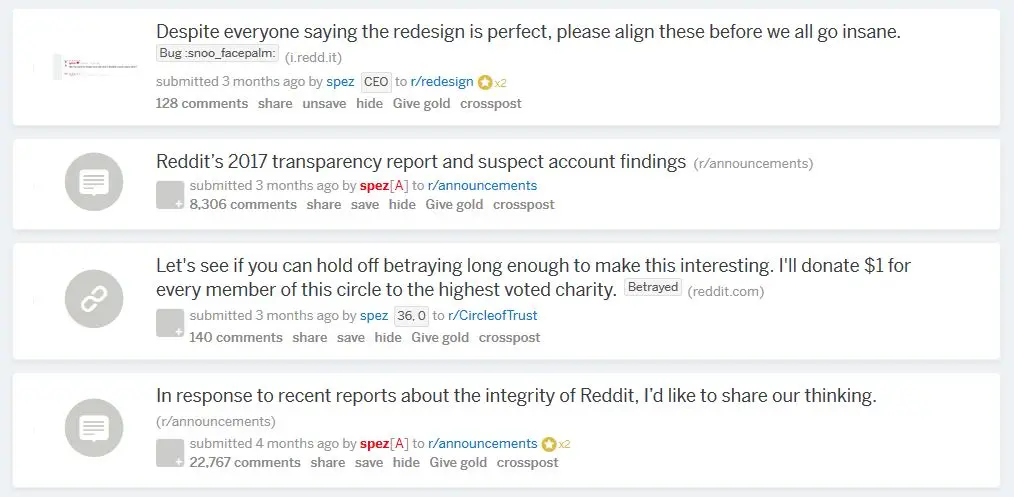 Despite everyone saying the redesign is perfect, please align these before we all go insane.
Bug :snoo_facepalm: (i.redd.it)
submitted 3 months ago by spez CEO to r/redesign x2
128 comments share unsave hide Give gold crosspost
Reddit’s 2017 transparency report and suspect account findings (r/announcements)
submitted 3 months ago by spez[A] to r/announcements
8,306 comments share save hide Give gold crosspost
Let's see if you can hold off betraying long enough to make this interesting. I'll donate $1 for
every member of this circle to the highest voted charity. Betrayed (reddit.com)
submitted 3 months ago by spez 36, 0 to r/CircleofTrust
140 comments share save hide Give gold crosspost
In response to recent reports about the integrity of Reddit, I’d like to share our thinking.
(r/announcements)
submitted 4 months ago by spez[A] to r/announcements x2
22,767 comments share save hide Give gold crosspost